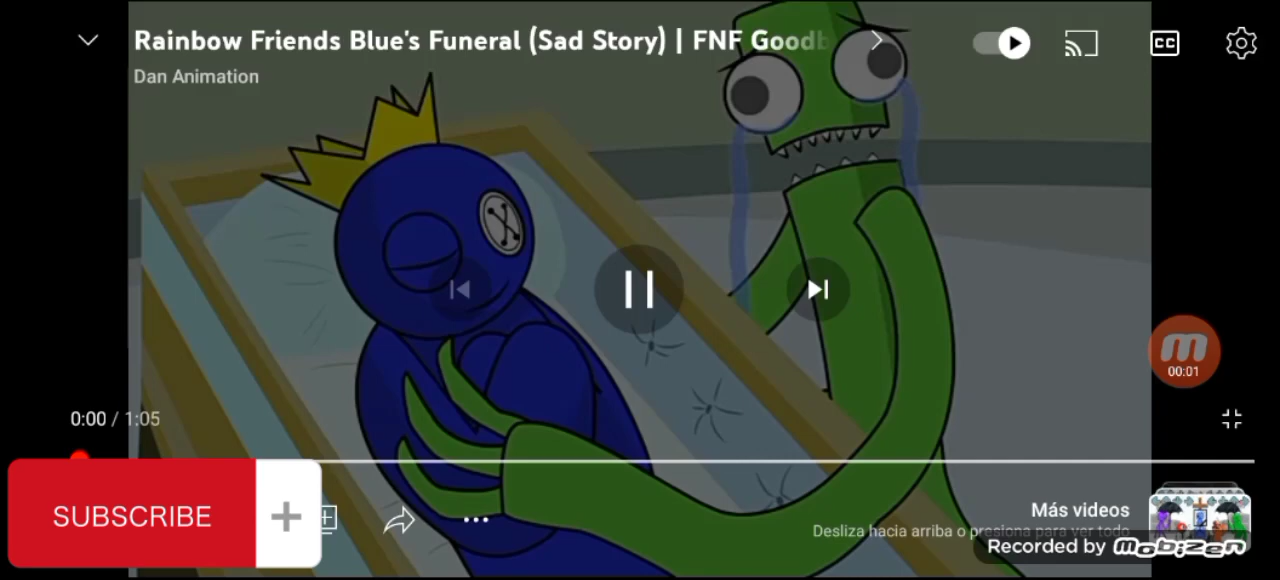 Rainbow Friends Blue's Funeral (Sad Story) | FNF Goodb
Dan Animation
CC
00:01
0:00 / 1:05
SUBSCRIBE
Más videos
Desliza hacia arriba o presiona para ver todo
Recorded by Mobizen